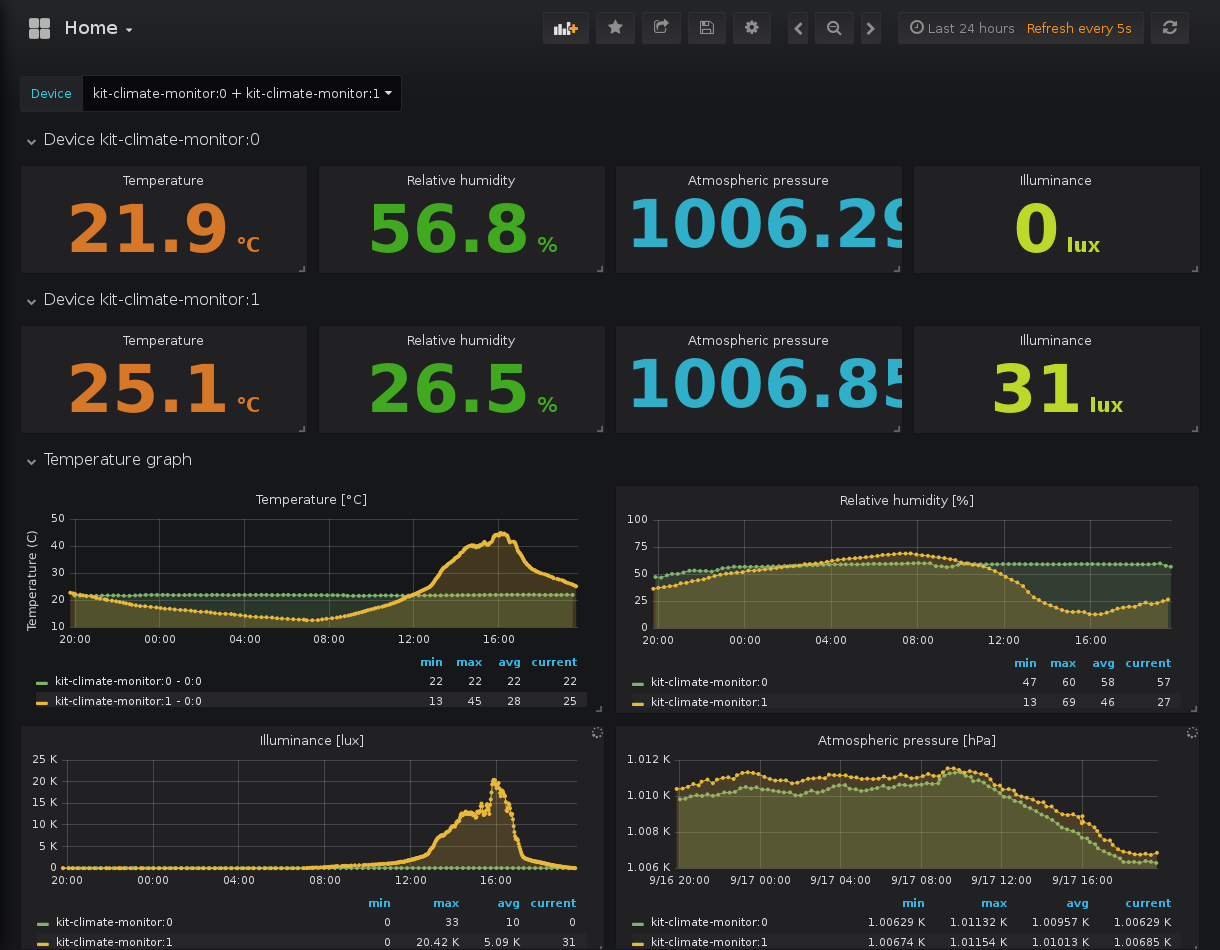 Home
Last 24 hours Refresh every 5s
Device kit-climate-monitor:0 + kit-climate-monitor:1
Device kit-climate-monitor:0
Temperature Relative humidity Atmospheric pressure Illuminance
21.9 °C 56.8 % 1006.29 0 lux
Device kit-climate-monitor:1
Temperature Relative humidity Atmospheric pressure Illuminance
25.1 °C 26.5 % 1006.85 31 lux
Temperature graph
Temperature [°C]
Temperature (C)
50
40
30
20
10
20:00 00:00 04:00 08:00 12:00 16:00
min max avg current
kit-climate-monitor:0 - 0:0 22 22 22 22
kit-climate-monitor:1 - 0:0 13 45 28 25
Relative humidity [%]
100
75
50
25
0
20:00 00:00 04:00 08:00 12:00 16:00
min max avg current
kit-climate-monitor:0 47 60 58 57
kit-climate-monitor:1 13 69 46 27
Illuminance [lux]
25 K
20 K
15 K
10 K
5 K
0
20:00 00:00 04:00 08:00 12:00 16:00
min max avg current
kit-climate-monitor:0 0 33 10 0
kit-climate-monitor:1 0 20.42 K 5.09 K 31
Atmospheric pressure [hPa]
1.012 K
1.010 K
1.008 K
1.006 K
9/16 20:00 9/17 00:00 9/17 04:00 9/17 08:00 9/17 12:00 9/17 16:00
min max avg current
kit-climate-monitor:0 1.00629 K 1.01132 K 1.00957 K 1.00629 K
kit-climate-monitor:1 1.00674 K 1.01154 K 1.01013 K 1.00685 K